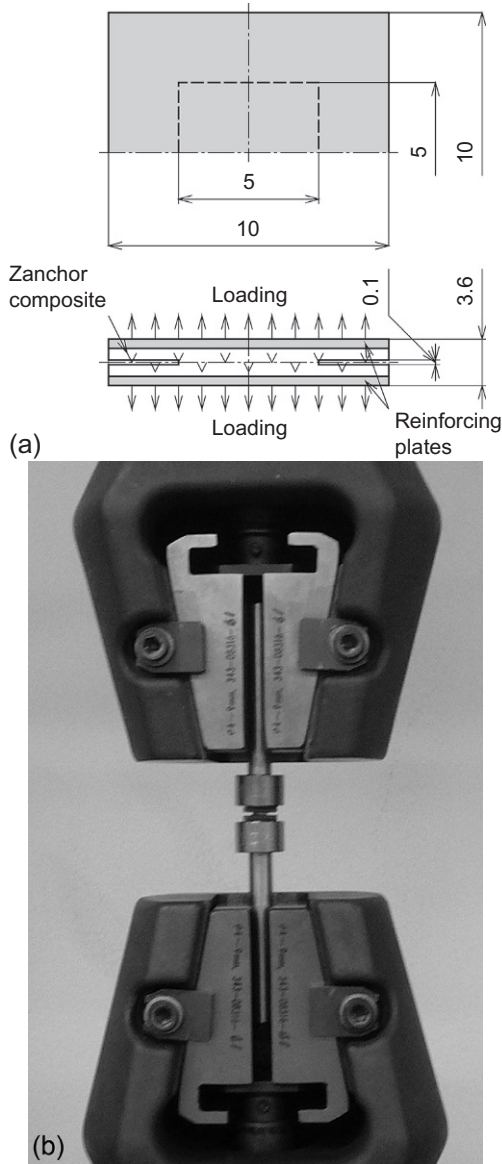 5
10
5
10
Zanchor
composite
Loading
0.1
3.6
Loading
Reinforcing
plates
(a)
(b)